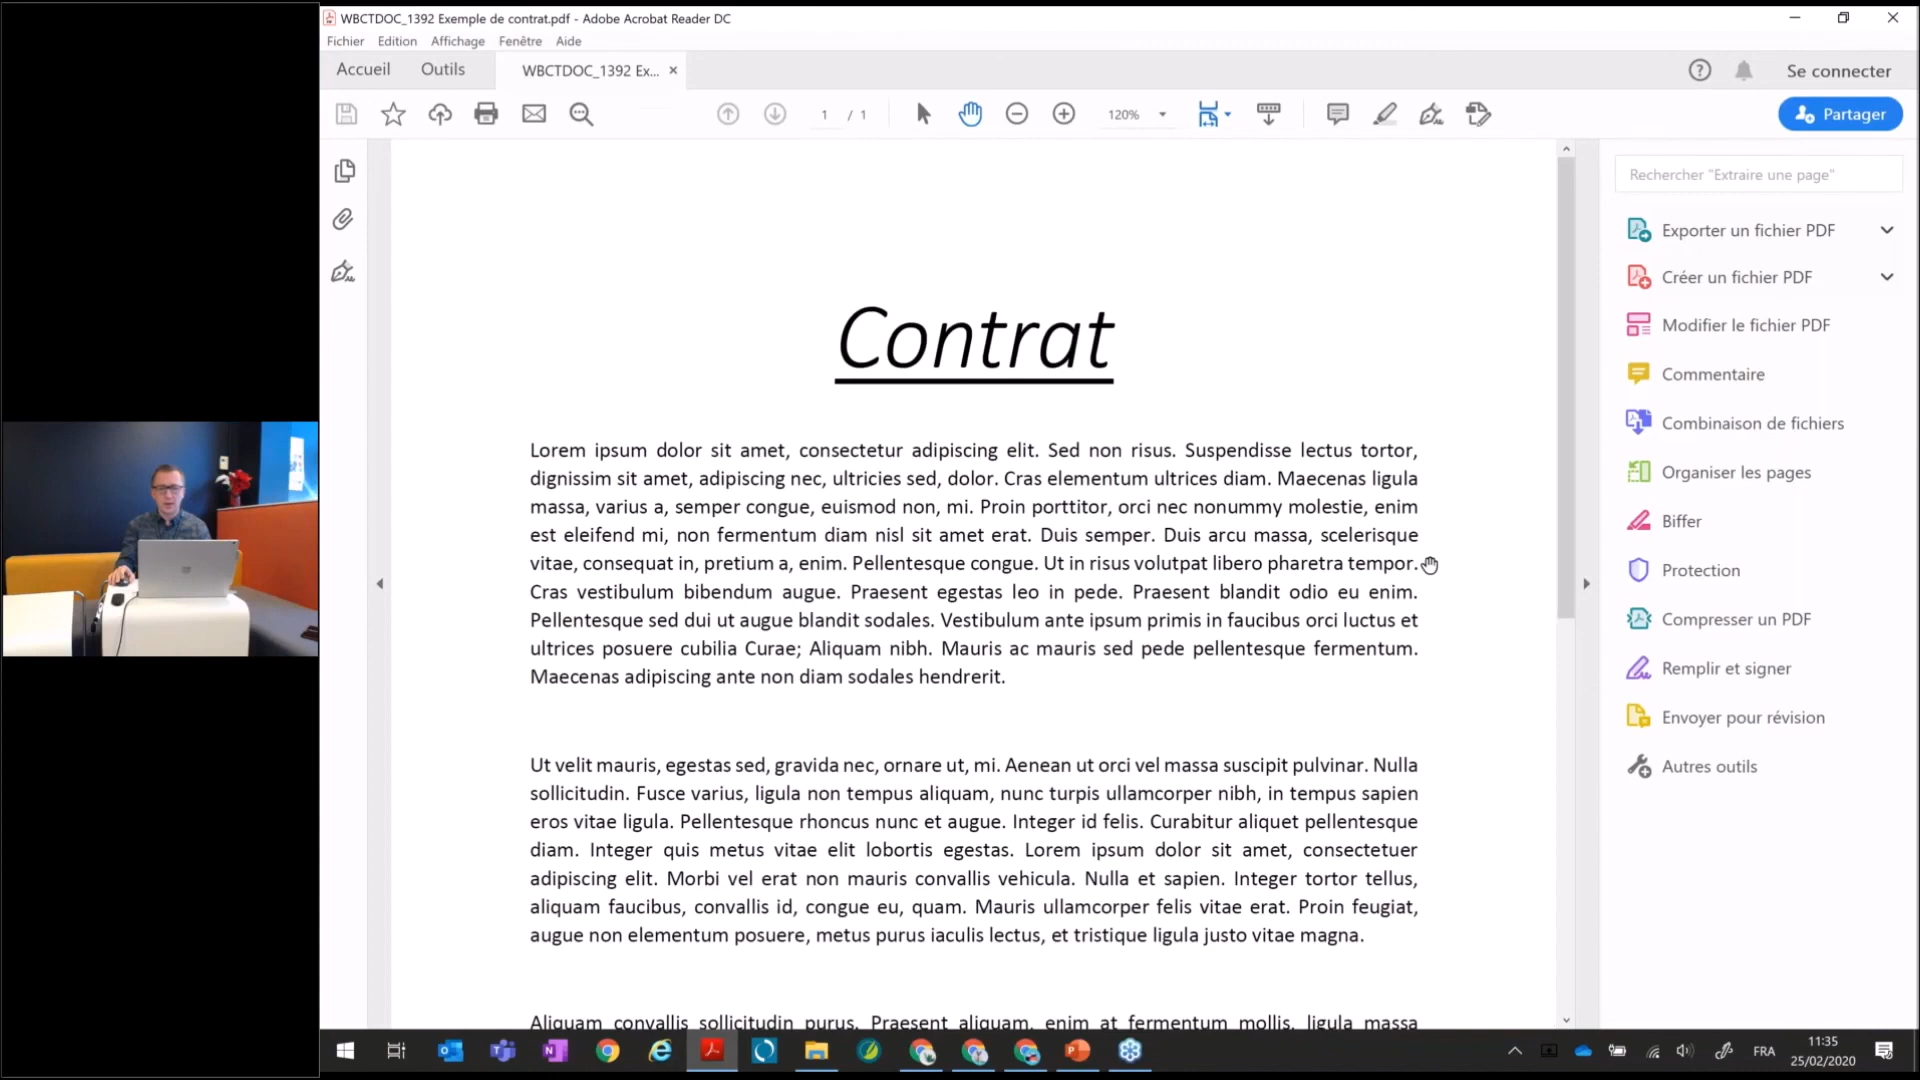 WBCTDOC_1392 Exemple de contrat.pdf - Adobe Acrobat Reader DC
Fichier Edition Affichage Fenêtre Aide
Accueil Outils WBCTDOC_1392 Ex... Se connecter
1 / 1 120% Partager
Rechercher "Extraire une page"
Exporter un fichier PDF
Créer un fichier PDF
Modifier le fichier PDF
Commentaire
Combinaison de fichiers
Organiser les pages
Biffer
Protection
Compresser un PDF
Remplir et signer
Envoyer pour révision
Autres outils
Contrat
Lorem ipsum dolor sit amet, consectetur adipiscing elit. Sed non risus. Suspendisse lectus tortor,
dignissim sit amet, adipiscing nec, ultricies sed, dolor. Cras elementum ultrices diam. Maecenas ligula
massa, varius a, semper congue, euismod non, mi. Proin porttitor, orci nec nonummy molestie, enim
est eleifend mi, non fermentum diam nisl sit amet erat. Duis semper. Duis arcu massa, scelerisque
vitae, consequat in, pretium a, enim. Pellentesque congue. Ut in risus volutpat libero pharetra tempor.
Cras vestibulum bibendum augue. Praesent egestas leo in pede. Praesent blandit odio eu enim.
Pellentesque sed dui ut augue blandit sodales. Vestibulum ante ipsum primis in faucibus orci luctus et
ultrices posuere cubilia Curae; Aliquam nibh. Mauris ac mauris sed pede pellentesque fermentum.
Maecenas adipiscing ante non diam sodales hendrerit.
Ut velit mauris, egestas sed, gravida nec, ornare ut, mi. Aenean ut orci vel massa suscipit pulvinar. Nulla
sollicitudin. Fusce varius, ligula non tempus aliquam, nunc turpis ullamcorper nibh, in tempus sapien
eros vitae ligula. Pellentesque rhoncus nunc et augue. Integer id felis. Curabitur aliquet pellentesque
diam. Integer quis metus vitae elit lobortis egestas. Lorem ipsum dolor sit amet, consectetuer
adipiscing elit. Morbi vel erat non mauris convallis vehicula. Nulla et sapien. Integer tortor tellus,
aliquam faucibus, convallis id, congue eu, quam. Mauris ullamcorper felis vitae erat. Proin feugiat,
augue non elementum posuere, metus purus iaculis lectus, et tristique ligula justo vitae magna.
Aliquam convallis sollicitudin purus. Praesent aliquam, enim at fermentum mollis, ligula massa
FRA
11:35
25/02/2020